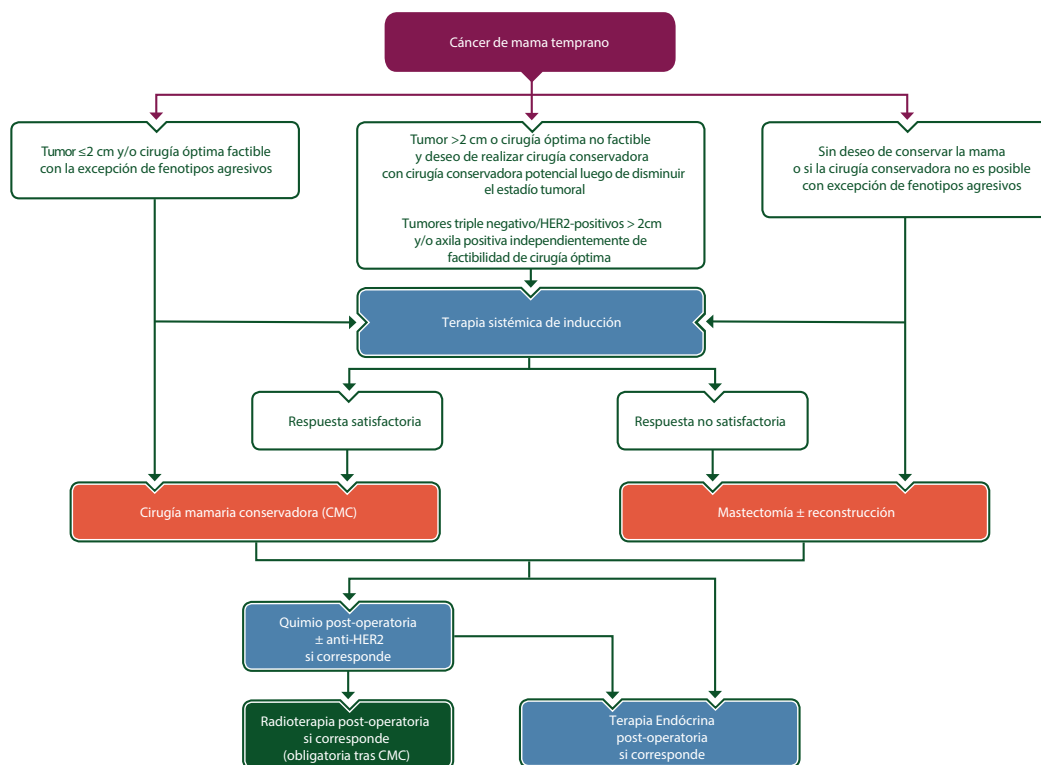 Cáncer de mama temprano
Tumor ≤2 cm y/o cirugía óptima factible
con la excepción de fenotipos agresivos
Tumor >2 cm o cirugía óptima no factible
y deseo de realizar cirugía conservadora
con cirugía conservadora potencial luego de disminuir
el estadío tumoral
Tumores triple negativo/HER2-positivos > 2cm
y/o axila positiva independientemente de
factibilidad de cirugía óptima
Sin deseo de conservar la mama
o si la cirugía conservadora no es posible
con excepción de fenotipos agresivos
Terapia sistémica de inducción
Respuesta satisfactoria
Respuesta no satisfactoria
Cirugía mamaria conservadora (CMC)
Mastectomía ± reconstrucción
Quimio post-operatoria
± anti-HER2
si corresponde
Radioterapia post-operatoria
si corresponde
(obligatoria tras CMC)
Terapia Endócrina
post-operatoria
si corresponde